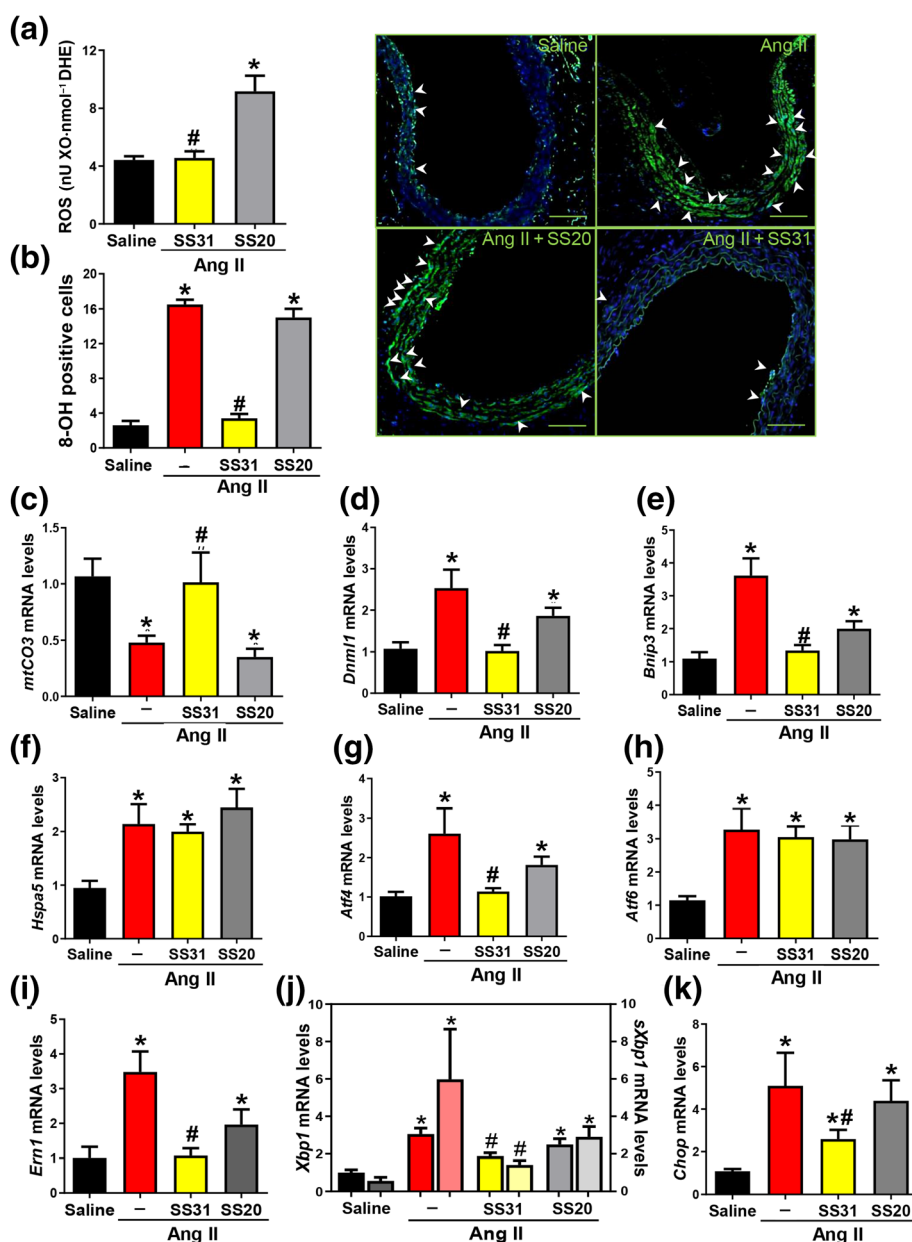 (a)
ROS (nU XO·nmol⁻¹ DHE)
12
8
4
0
*
#
Saline
SS31
SS20
Ang II
Saline
Ang II
Ang II + SS20
Ang II + SS31
(b)
8-OH positive cells
16
12
8
4
0
*
#
*
Saline
–
SS31
SS20
Ang II
(c)
mtCO3 mRNA levels
1.5
1.0
0.5
0.0
*
#
*
Saline
–
SS31
SS20
Ang II
(d)
Dnml1 mRNA levels
4
3
2
1
0
*
#
*
Saline
–
SS31
SS20
Ang II
(e)
Bnip3 mRNA levels
5
4
3
2
1
0
*
#
*
Saline
–
SS31
SS20
Ang II
(f)
Hspa5 mRNA levels
3
2
1
0
*
*
*
Saline
–
SS31
SS20
Ang II
(g)
Atf4 mRNA levels
4
3
2
1
0
*
#
*
Saline
–
SS31
SS20
Ang II
(h)
Atf6 mRNA levels
5
4
3
2
1
0
*
*
*
Saline
–
SS31
SS20
Ang II
(i)
Ern1 mRNA levels
5
4
3
2
1
0
*
#
*
Saline
–
SS31
SS20
Ang II
(j)
Xbp1 mRNA levels
10
8
6
4
2
0
*
*
#
#
*
*
10
8
6
4
2
0
sXbp1 mRNA levels
Saline
–
SS31
SS20
Ang II
(k)
Chop mRNA levels
8
6
4
2
0
*
*#
*
Saline
–
SS31
SS20
Ang II